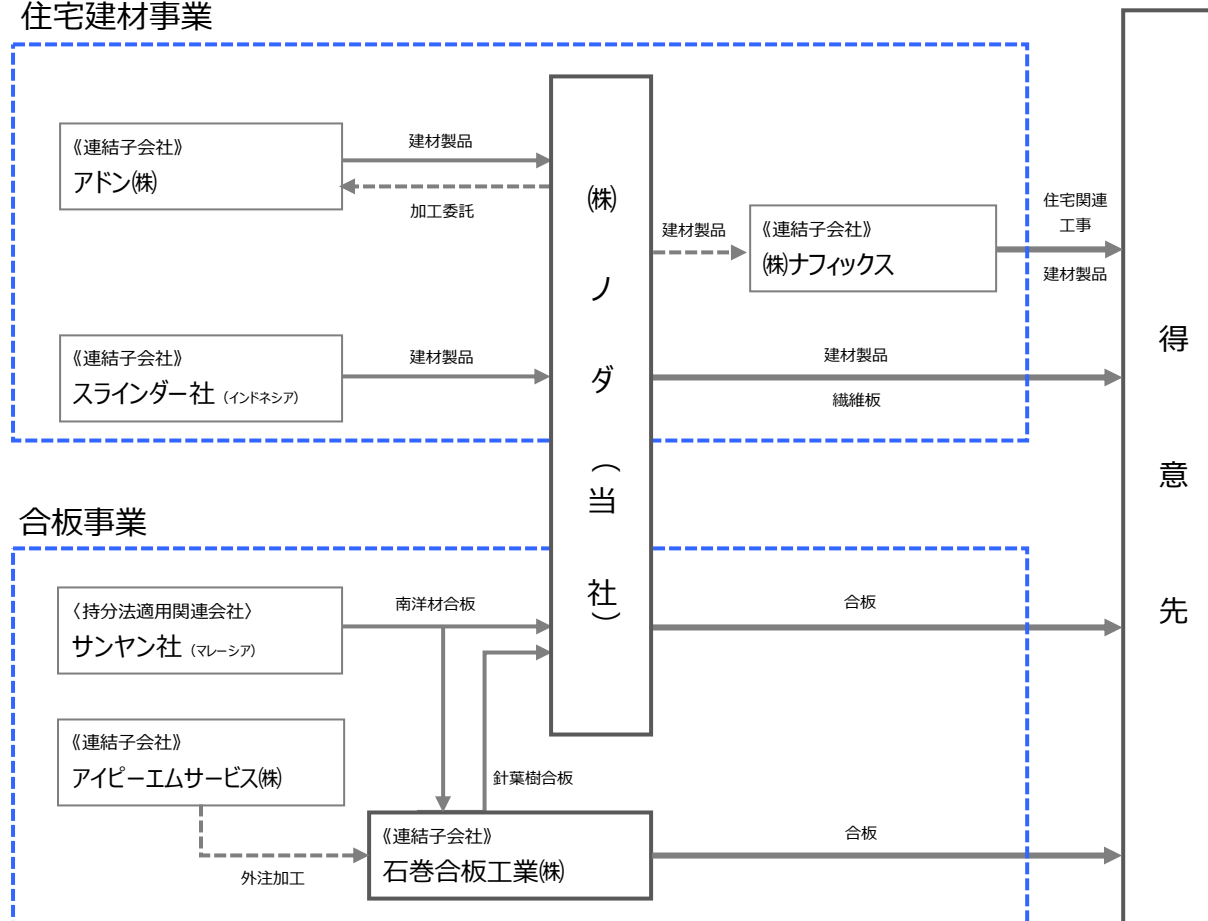 住宅建材事業
《連結子会社》
アドン㈱
建材製品
加工委託
㈱ノダ（当社）
建材製品
《連結子会社》
㈱ナフィックス
住宅関連
工事
建材製品
得意先
《連結子会社》
スラインダー社 （インドネシア）
建材製品
建材製品
繊維板
合板事業
〈持分法適用関連会社〉
サンヤン社 （マレーシア）
南洋材合板
合板
《連結子会社》
アイピーエムサービス㈱
針葉樹合板
《連結子会社》
石巻合板工業㈱
外注加工
合板